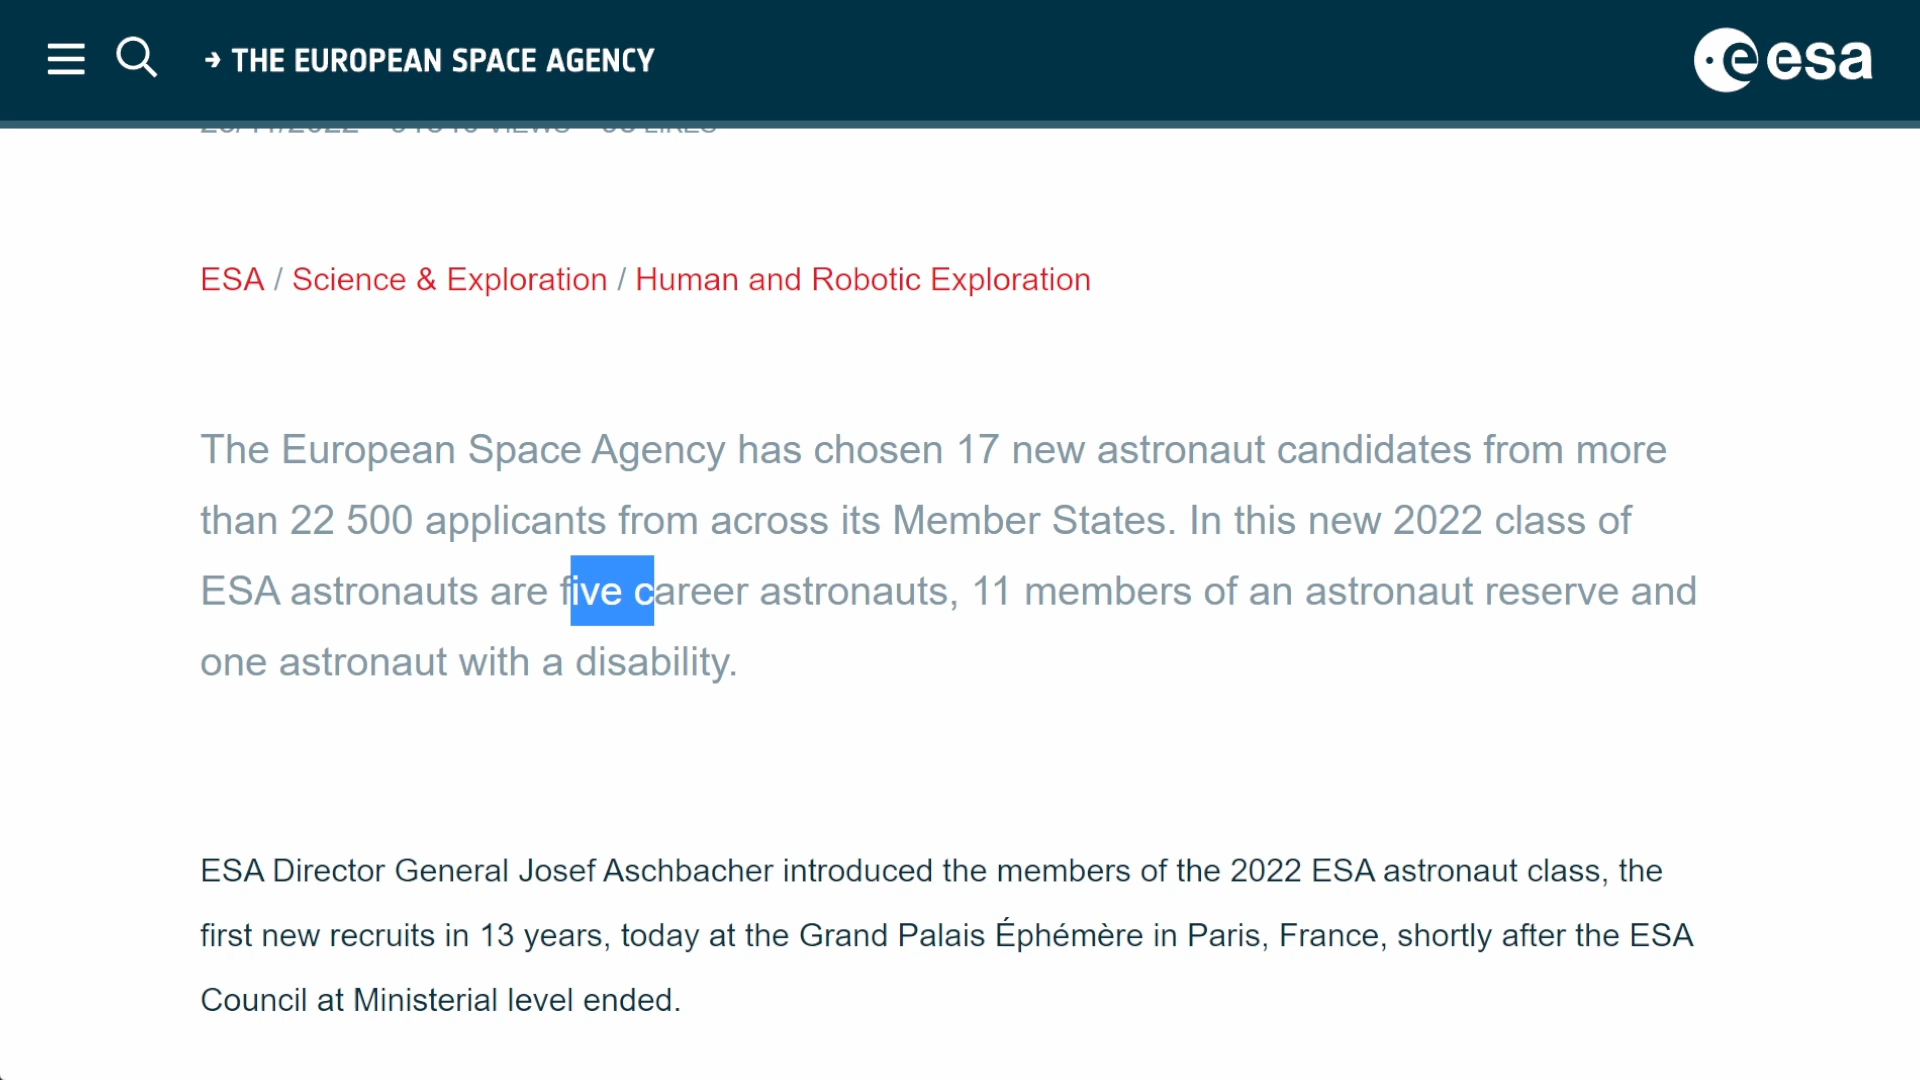 → THE EUROPEAN SPACE AGENCY
esa
ESA / Science & Exploration / Human and Robotic Exploration
The European Space Agency has chosen 17 new astronaut candidates from more
than 22 500 applicants from across its Member States. In this new 2022 class of
ESA astronauts are five career astronauts, 11 members of an astronaut reserve and
one astronaut with a disability.
ESA Director General Josef Aschbacher introduced the members of the 2022 ESA astronaut class, the
first new recruits in 13 years, today at the Grand Palais Éphémère in Paris, France, shortly after the ESA
Council at Ministerial level ended.